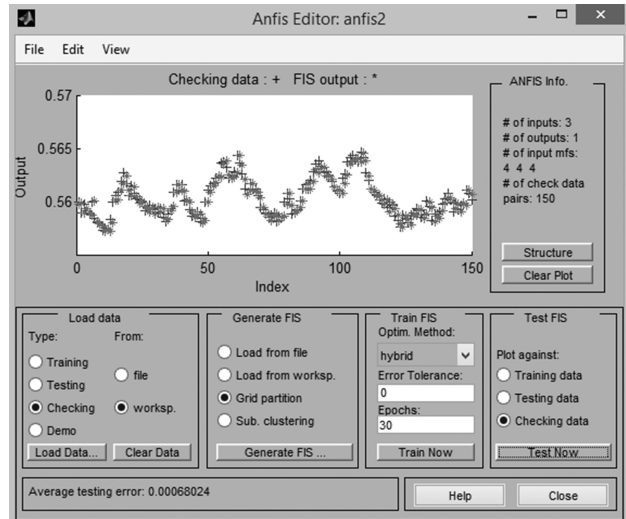 Anfis Editor: anfis2
File Edit View
Checking data : + FIS output : *
0.57
0.565
0.56
Output
0 50 100 150
Index
ANFIS Info.
# of inputs: 3
# of outputs: 1
# of input mfs:
4 4 4
# of check data
pairs: 150
Structure
Clear Plot
Load data
Type: From:
Training
Testing
Checking
Demo
file
worksp.
Load Data... Clear Data
Generate FIS
Load from file
Load from worksp.
Grid partition
Sub. clustering
Generate FIS ...
Train FIS
Optim. Method:
hybrid
Error Tolerance:
0
Epochs:
30
Train Now
Test FIS
Plot against:
Training data
Testing data
Checking data
Test Now
Average testing error: 0.00068024
Help Close